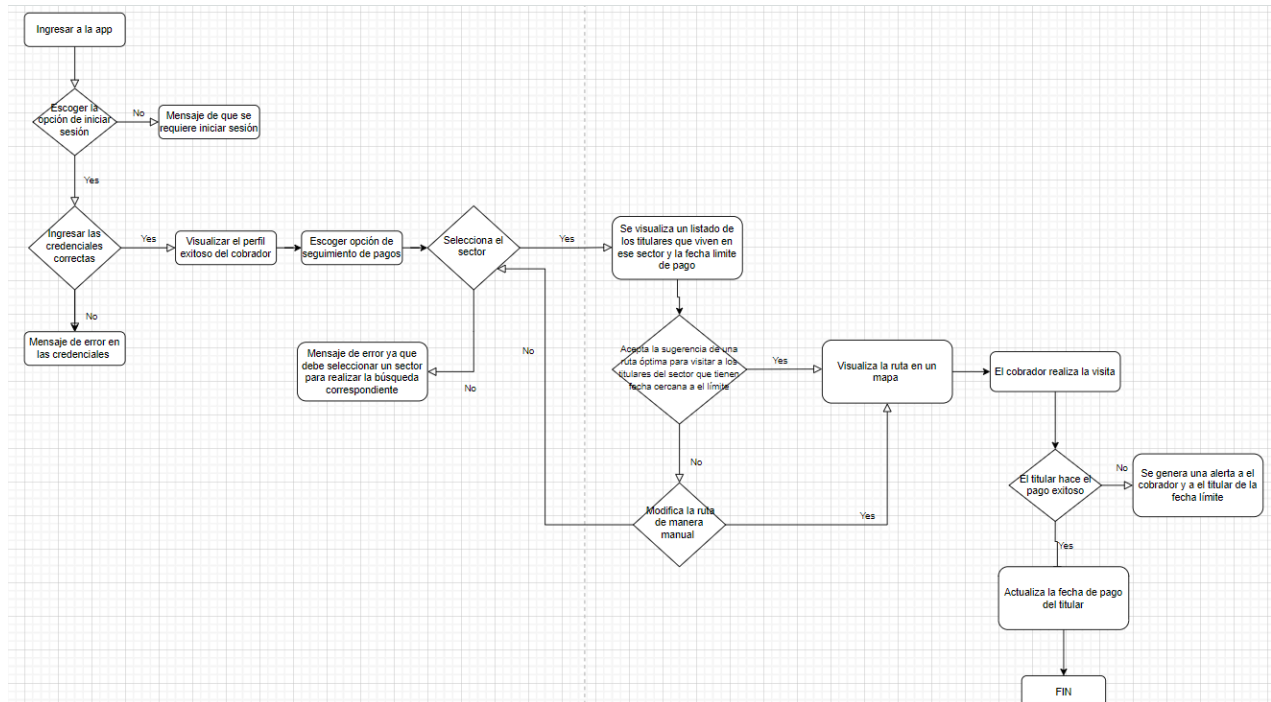 Ingresar a la app
Escoger la
opción de iniciar
sesión
No
Mensaje de que se
requiere iniciar sesión
Yes
Ingresar las
credenciales
correctas
Yes
Visualizar el perfil
exitoso del cobrador
Escoger opción de
seguimiento de pagos
Selecciona el
sector
Yes
Se visualiza un listado de
los titulares que viven en
ese sector y la fecha limite
de pago
No
Mensaje de error en
las credenciales
Mensaje de error ya que
debe seleccionar un sector
para realizar la búsqueda
correspondiente
No
No
Acepta la sugerencia de una
ruta óptima para visitar a los
titulares del sector que tienen
fecha cercana a el límite
Yes
Visualiza la ruta en un
mapa
El cobrador realiza la visita
No
Modifica la ruta
de manera
manual
Yes
El titular hace el
pago exitoso
No
Se genera una alerta a el
cobrador y a el titular de la
fecha límite
Yes
Actualiza la fecha de pago
del titular
FIN